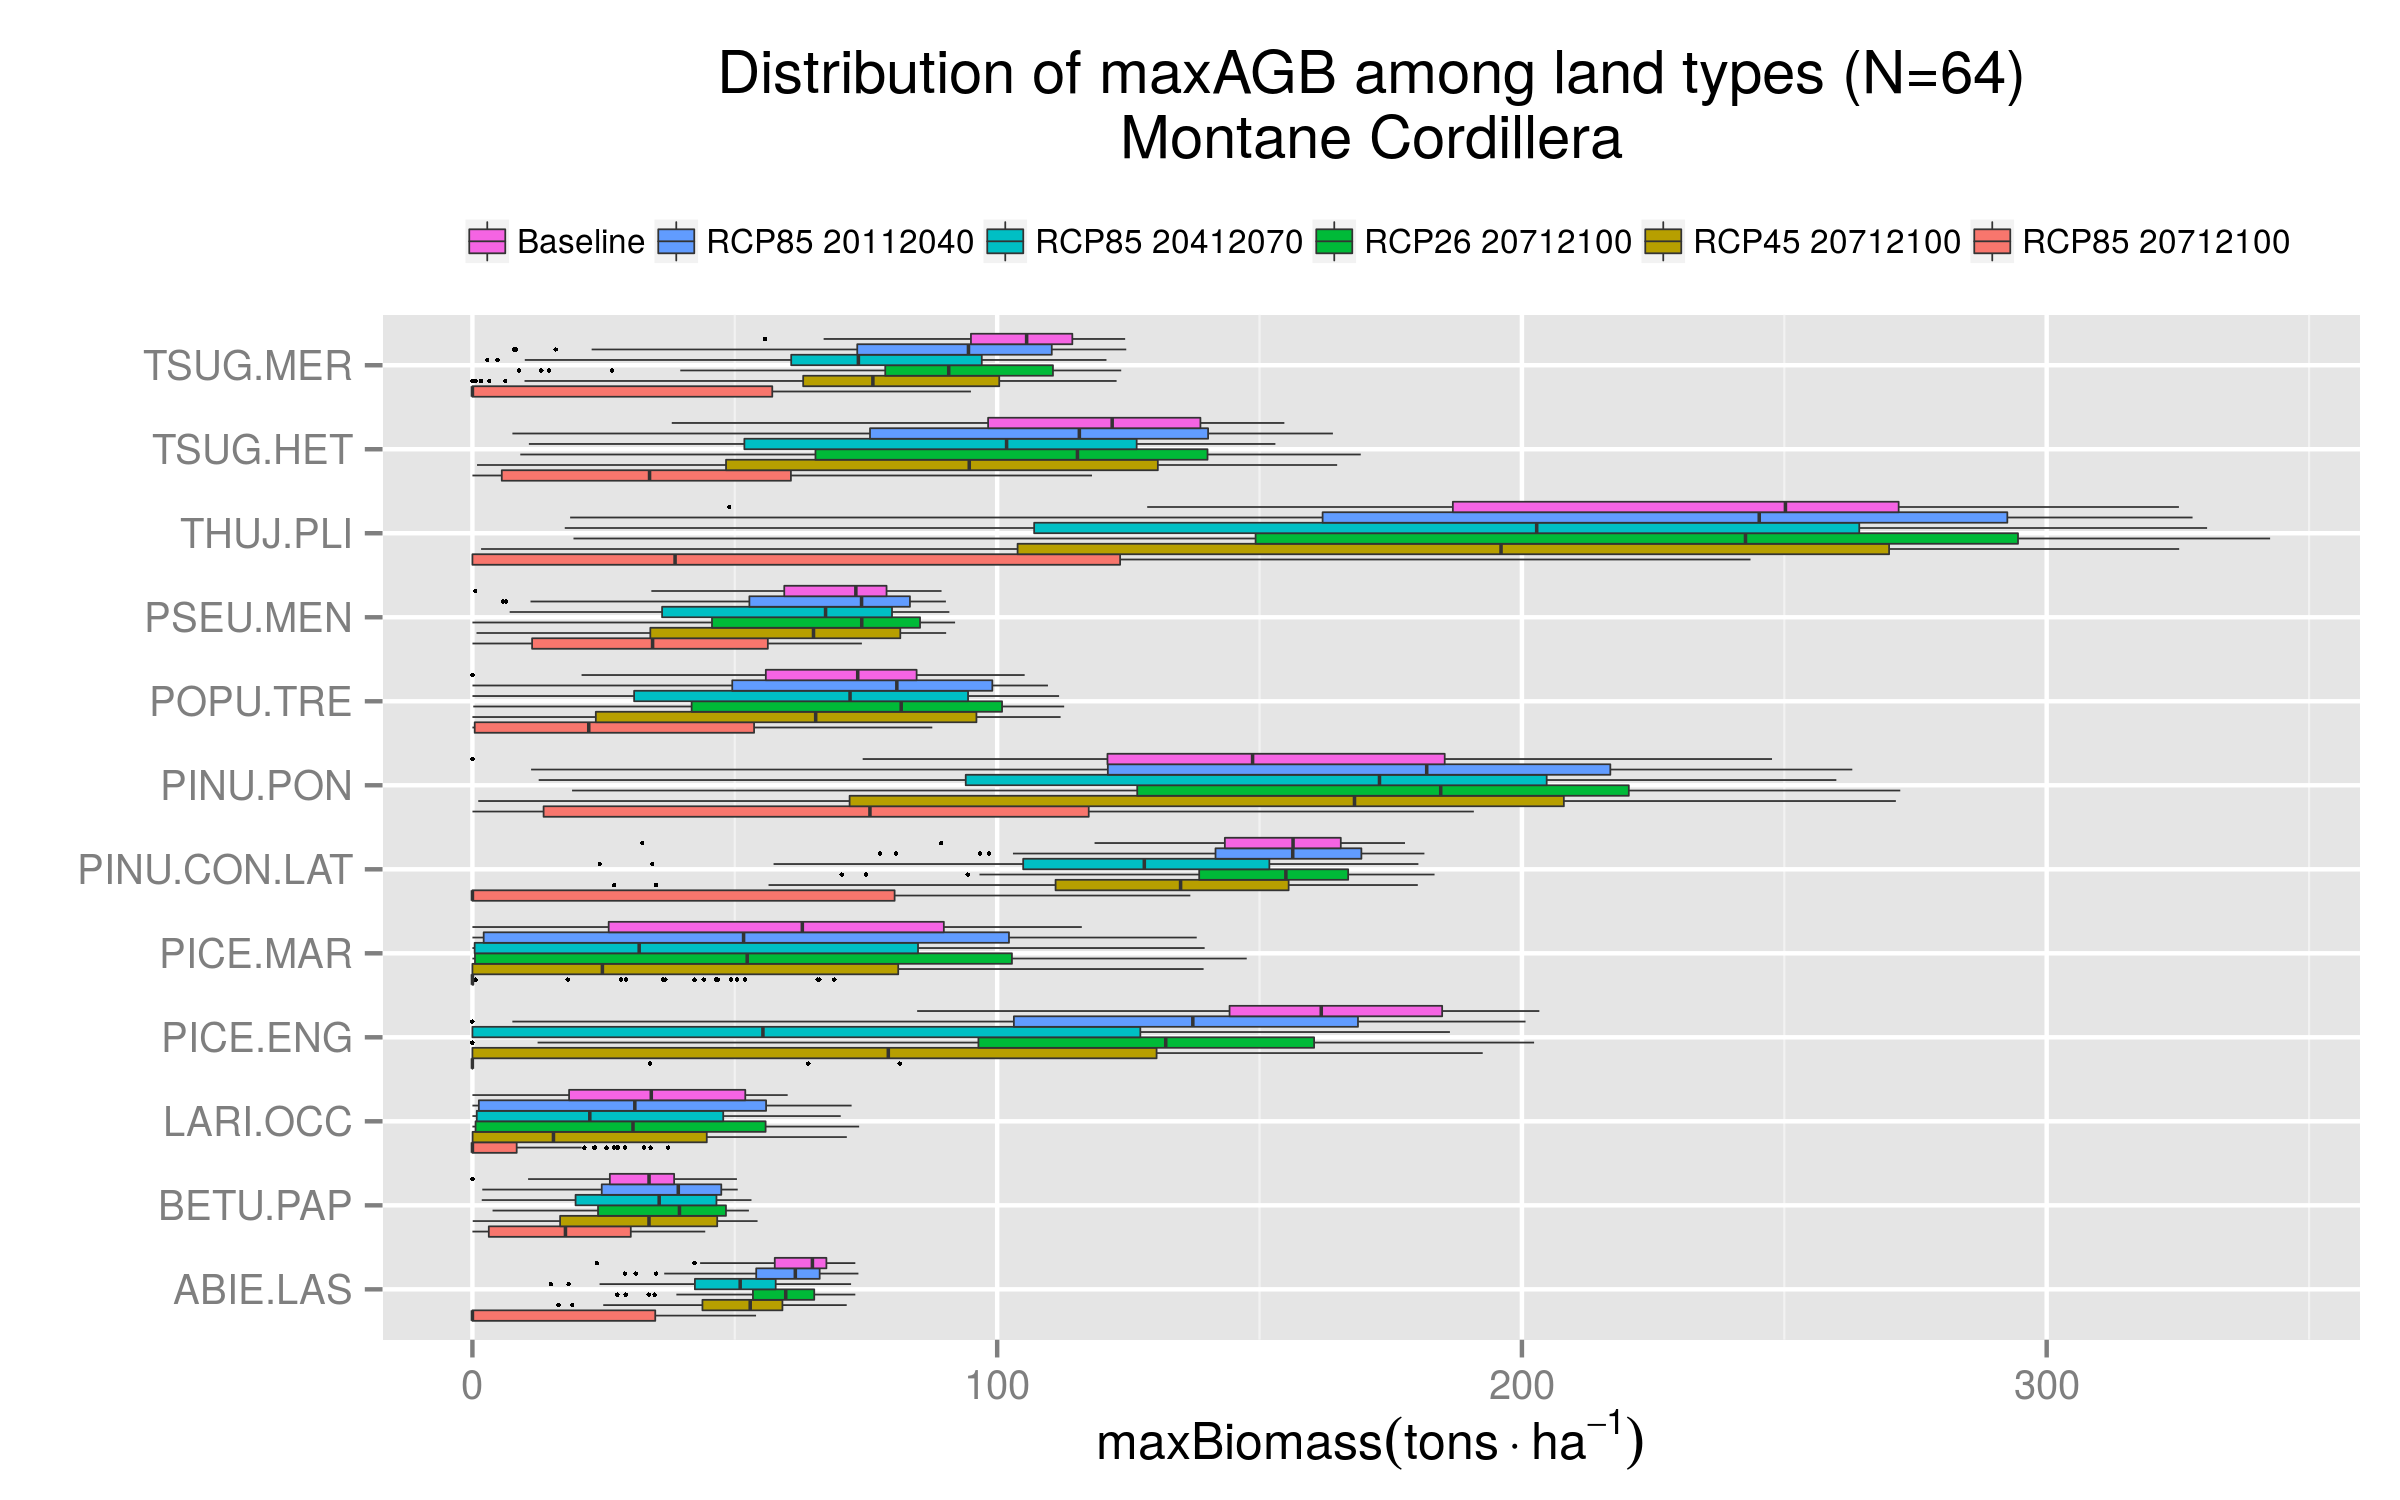 Distribution of maxAGB among land types (N=64)
Montane Cordillera
Baseline RCP85 20112040 RCP85 20412070 RCP26 20712100 RCP45 20712100 RCP85 20712100
TSUG.MER
TSUG.HET
THUJ.PLI
PSEU.MEN
POPU.TRE
PINU.PON
PINU.CON.LAT
PICE.MAR
PICE.ENG
LARI.OCC
BETU.PAP
ABIE.LAS
0 100 200 300
maxBiomass(tons · ha⁻¹)